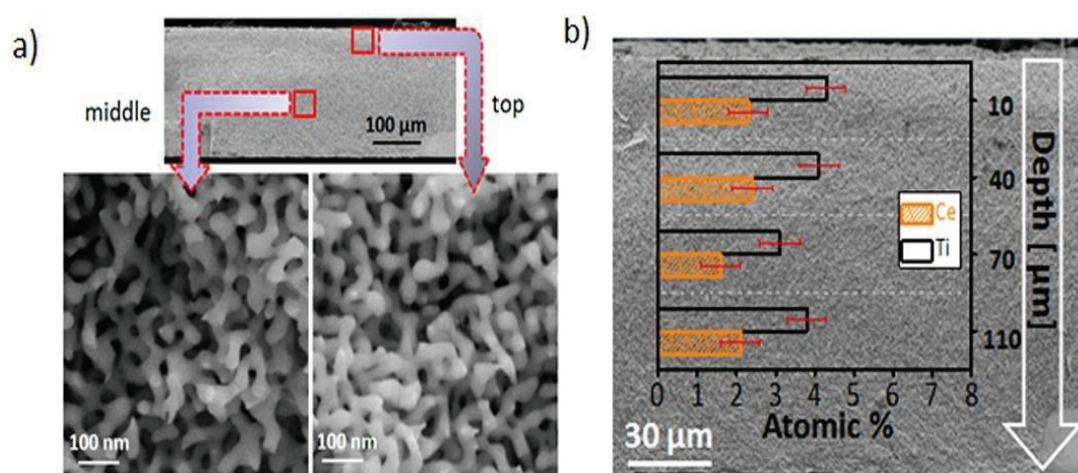 a)
middle
top
100 µm
100 nm
100 nm
b)
Ce
Ti
10
40
70
110
Depth [ µm]
0 1 2 3 4 5 6 7 8
Atomic %
30 µm